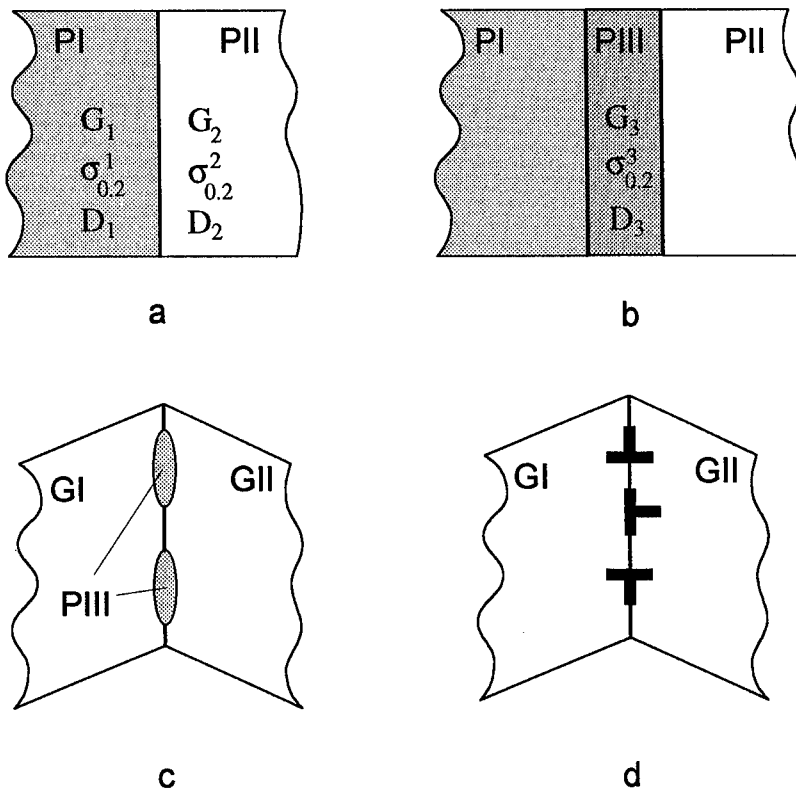 PI PII
G₁ G₂
σ¹₀.₂ σ²₀.₂
D₁ D₂
a
PI PIII PII
G₃
σ³₀.₂
D₃
b
GI GII
PIII
c
GI GII
d